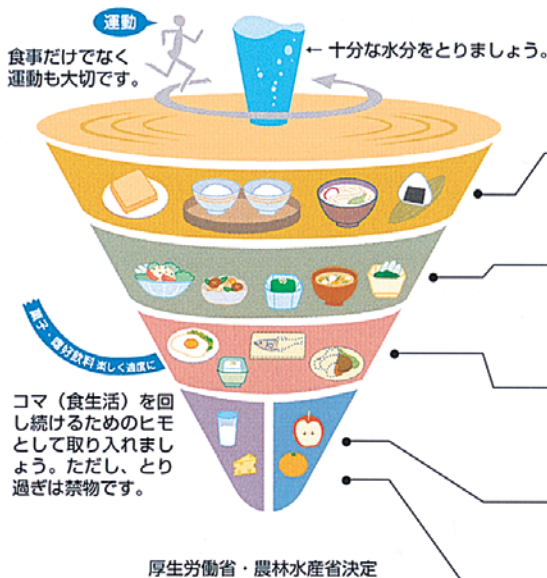 運動
食事だけでなく
運動も大切です。
← 十分な水分をとりましょう。
菓子・嗜好飲料 楽しく適度に
コマ（食生活）を回
し続けるためのヒモ
として取り入れまし
ょう。ただし、とり
過ぎは禁物です。
厚生労働省・農林水産省決定